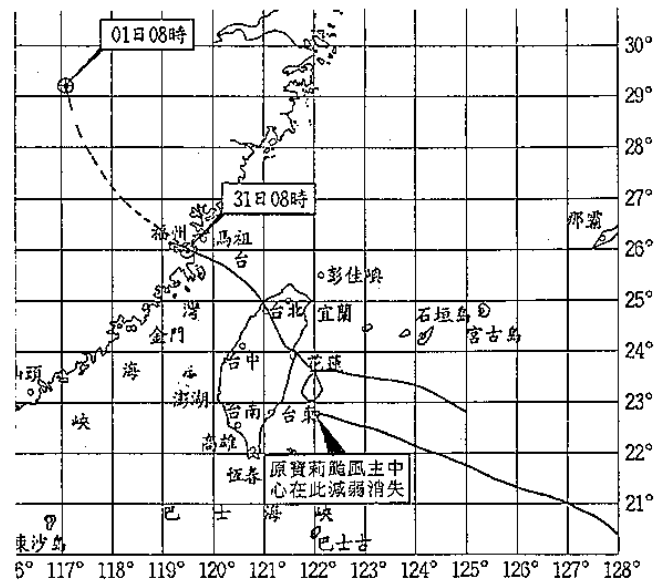 01日08時
30°
29°
28°
27°
31日08時
那霸
福州
馬祖
26°
台
彭佳嶼
25°
灣
台北
宜蘭
石垣島
宮古島
金門
24°
汕頭
海
台中
花蓮
澎湖
23°
峽
台南
台東
高雄
22°
恆春
原寶莉颱風主中
心在此減弱消失
21°
巴士海峽
東沙島
巴士古
6°
117°
118°
119°
120°
121°
122°
123°
124°
125°
126°
127°
128°